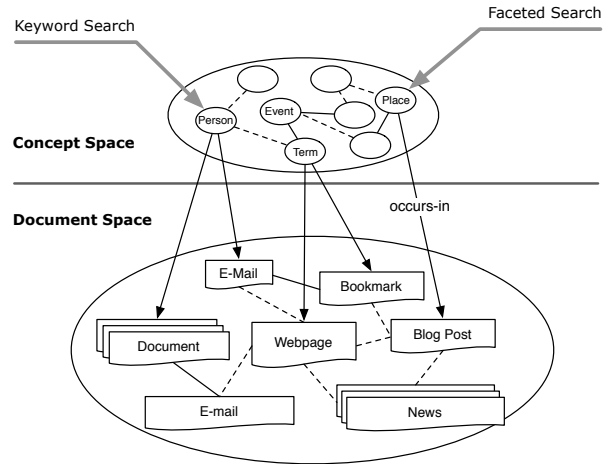 Keyword Search
Faceted Search
Person
Event
Place
Term
Concept Space
Document Space
occurs-in
E-Mail
Bookmark
Document
Webpage
Blog Post
E-mail
News